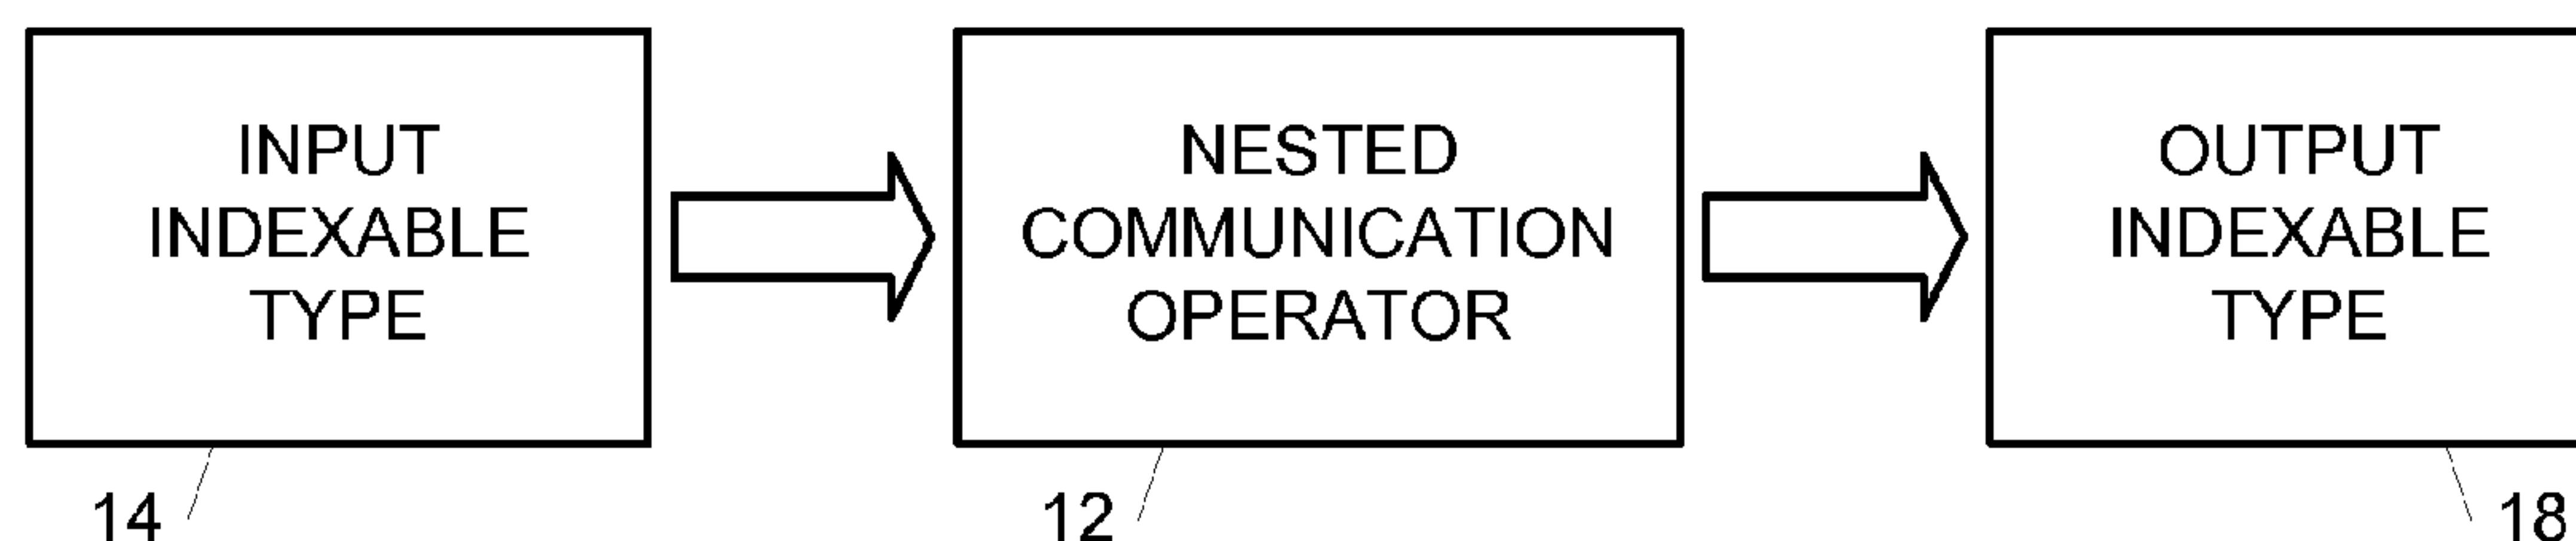 INPUT
INDEXABLE
TYPE
NESTED
COMMUNICATION
OPERATOR
OUTPUT
INDEXABLE
TYPE
14
12
18